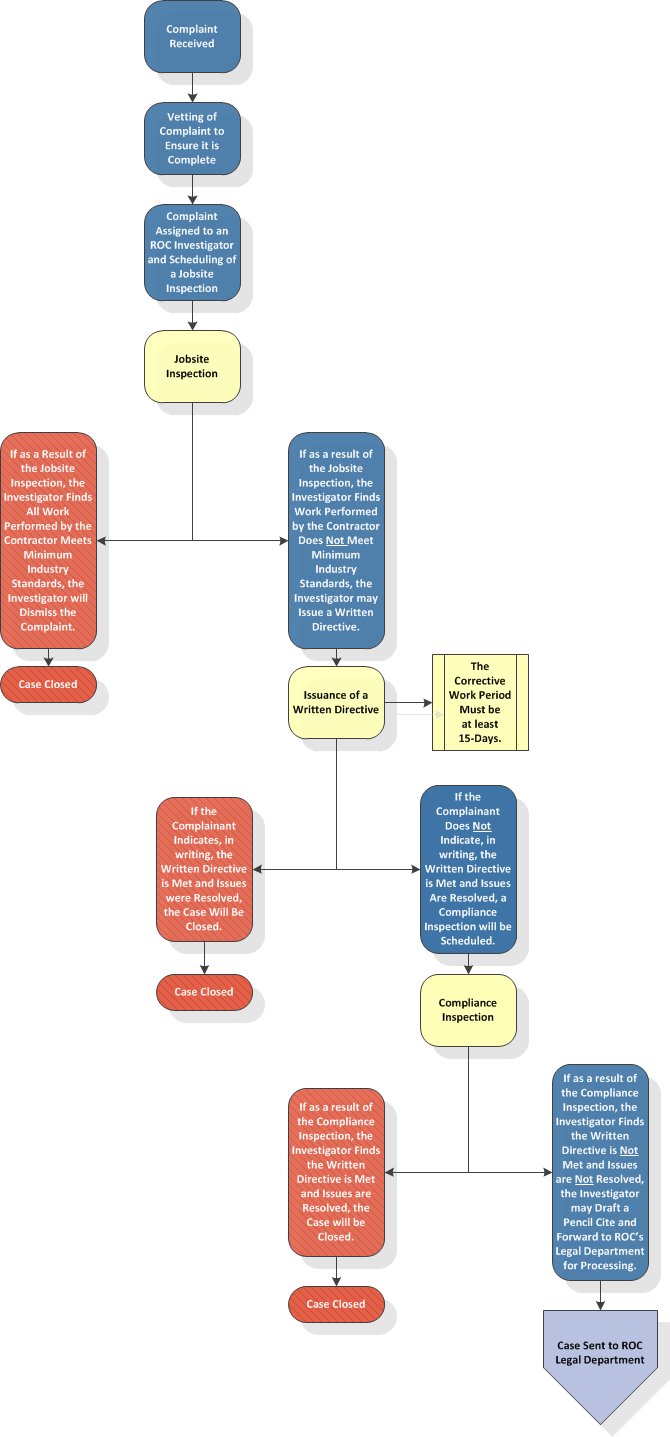 Complaint
Received
Vetting of
Complaint to
Ensure it is
Complete
Complaint
Assigned to an
ROC Investigator
and Scheduling of
a Jobsite
Inspection
Jobsite
Inspection
If as a Result of
the Jobsite
Inspection, the
Investigator Finds
All Work
Performed by the
Contractor Meets
Minimum
Industry
Standards, the
Investigator will
Dismiss the
Complaint.
If as a result of
the Jobsite
Inspection, the
Investigator Finds
Work Performed
by the Contractor
Does Not Meet
Minimum
Industry
Standards, the
Investigator may
Issue a Written
Directive.
Case Closed
Issuance of a
Written Directive
The
Corrective
Work Period
Must be
at least
15-Days.
If the
Complainant
Indicates, in
writing, the
Written Directive
is Met and Issues
were Resolved,
the Case Will Be
Closed.
If the
Complainant
Does Not
Indicate, in
writing, the
Written Directive
is Met and Issues
Are Resolved, a
Compliance
Inspection will be
Scheduled.
Case Closed
Compliance
Inspection
If as a result of
the Compliance
Inspection, the
Investigator Finds
the Written
Directive is Met
and Issues are
Resolved, the
Case will be
Closed.
If as a result of
the Compliance
Inspection, the
Investigator Finds
the Written
Directive is Not
Met and Issues
are Not Resolved,
the Investigator
may Draft a
Pencil Cite and
Forward to ROC's
Legal Department
for Processing.
Case Closed
Case Sent to ROC
Legal Department